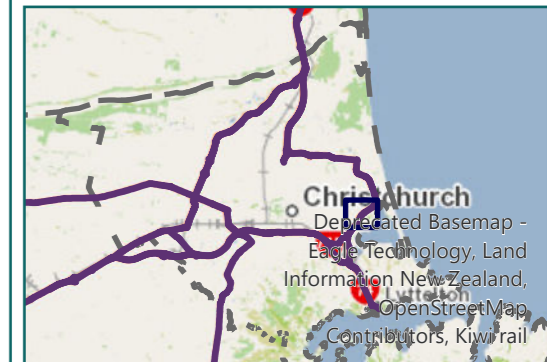 Christchurch
Deprecated Basemap -
Eagle Technology, Land
Information New Zealand,
Lyttelton
OpenStreetMap
Contributors, Kiwi rail